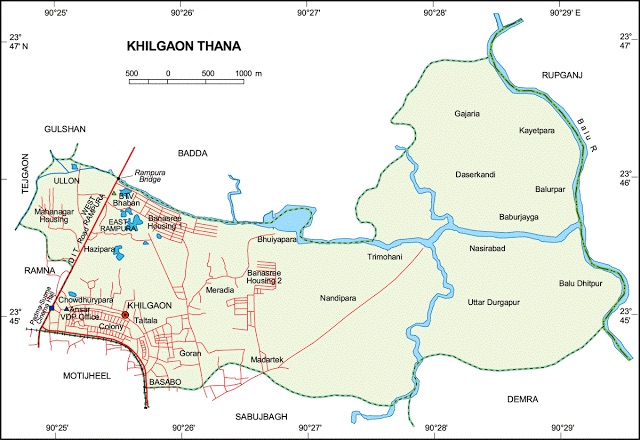 90°25'
90°26'
90°27'
90°28'
90°29' E
23°
47' N
23°
47'
KHILGAON THANA
500 0 500 1000 m
RUPGANJ
Balu R
GULSHAN
BADDA
TEJGAON
Gajaria
Kayetpara
Rampura
Bridge
23°
46'
23°
46'
ULLON
BTV
Bhaban
WEST
RAMPURA
DIT Road
Daserkandi
Balurpar
Mahanagar
Housing
EAST
RAMPURA
Banasree
Housing 1
Baburjayga
Bhuiyapara
Hazipara
Trimohani
Nasirabad
RAMNA
Banasree
Housing 2
Balu Dhitpur
Meradia
Nandipara
Uttar Durgapur
Chowdhurypara
KHILGAON
Ansar
VDP Office
Taltala
Colony
23°
45'
23°
45'
Goran
Madartek
MOTIJHEEL
BASABO
SABUJBAGH
DEMRA
90°25'
90°26'
90°27'
90°28'
90°29'